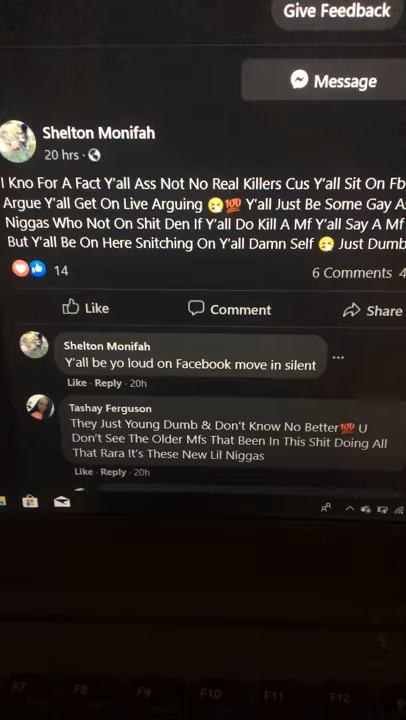 Give Feedback
Message
Shelton Monifah
20 hrs ·
I Kno For A Fact Y'all Ass Not No Real Killers Cus Y'all Sit On Fb
Argue Y'all Get On Live Arguing 😤💯 Y'all Just Be Some Gay A
Niggas Who Not On Shit Den If Y'all Do Kill A Mf Y'all Say A Mf
But Y'all Be On Here Snitching On Y'all Damn Self 😤 Just Dumb
14
6 Comments 4
Like
Comment
Share
Shelton Monifah
Y'all be yo loud on Facebook move in silent
Like · Reply · 20h
Tashay Ferguson
They Just Young Dumb & Don't Know No Better💯 U
Don't See The Older Mfs That Been In This Shit Doing All
That Rara It's These New Lil Niggas
Like · Reply · 20h
F7
F8
F9
F10
F11
F12